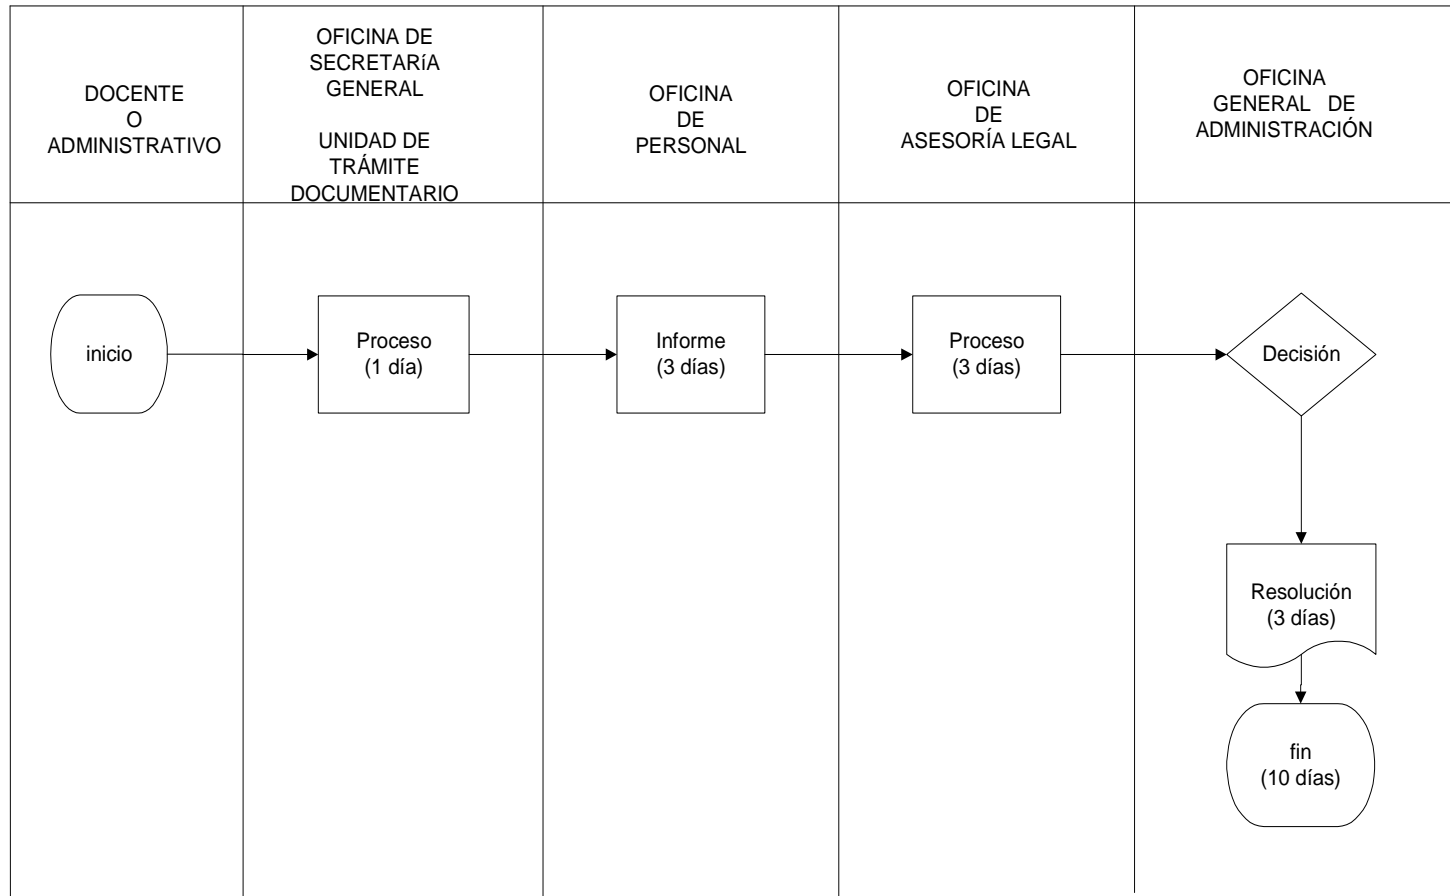 DOCENTE
O
ADMINISTRATIVO
OFICINA DE
SECRETARíA
GENERAL
UNIDAD DE
TRÁMITE
DOCUMENTARIO
OFICINA
DE
PERSONAL
OFICINA
DE
ASESORÍA LEGAL
OFICINA
GENERAL DE
ADMINISTRACIÓN
inicio
Proceso
(1 día)
Informe
(3 días)
Proceso
(3 días)
Decisión
Resolución
(3 días)
fin
(10 días)